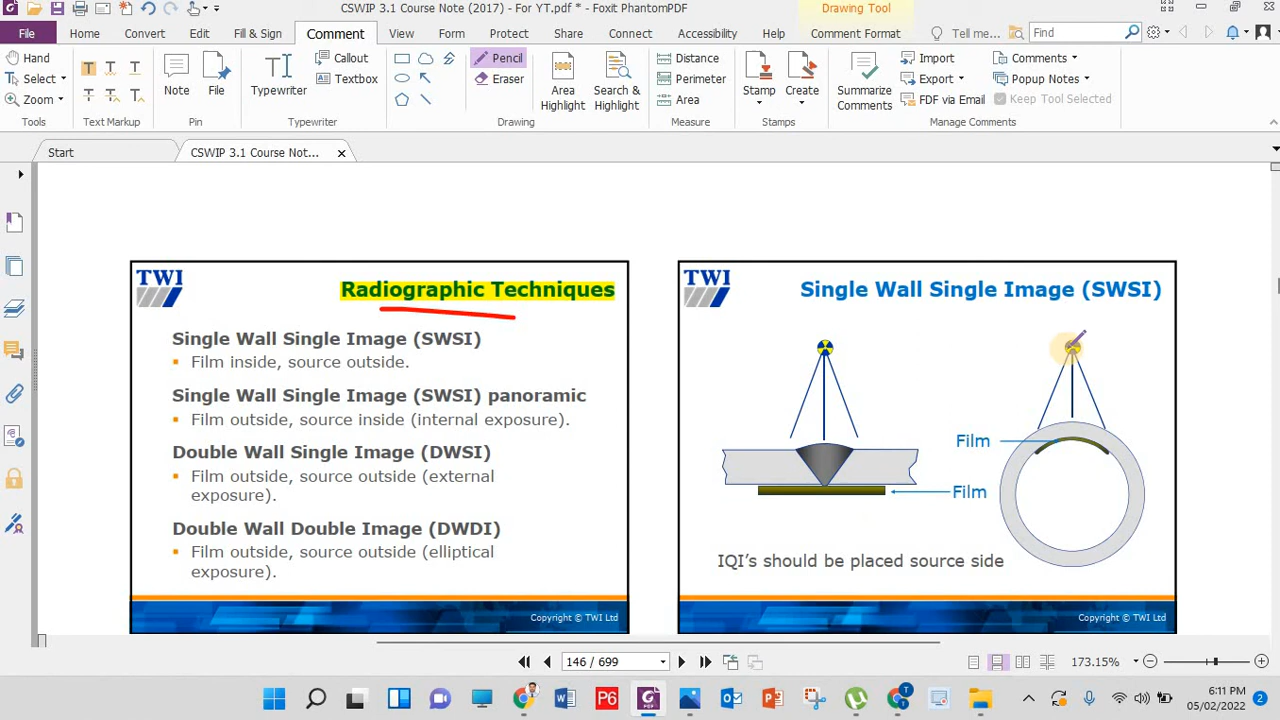 CSWIP 3.1 Course Note (2017) - For YT.pdf * - Foxit PhantomPDF
Drawing Tool
File Home Convert Edit Fill & Sign Comment View Form Protect Share Connect Accessibility Help Comment Format Tell me... Find
Hand
Select
Zoom
Tools
Text Markup
Note
File
Pin
Typewriter
Callout
Textbox
Typewriter
Pencil
Eraser
Area Highlight
Search & Highlight
Drawing
Distance
Perimeter
Area
Measure
Stamp
Create
Stamps
Summarize Comments
Import
Export
FDF via Email
Comments
Popup Notes
Keep Tool Selected
Manage Comments
Start
CSWIP 3.1 Course Not...
TWI
Radiographic Techniques
Single Wall Single Image (SWSI)
Film inside, source outside.
Single Wall Single Image (SWSI) panoramic
Film outside, source inside (internal exposure).
Double Wall Single Image (DWSI)
Film outside, source outside (external
exposure).
Double Wall Double Image (DWDI)
Film outside, source outside (elliptical
exposure).
Copyright © TWI Ltd
TWI
Single Wall Single Image (SWSI)
Film
Film
IQI's should be placed source side
Copyright © TWI Ltd
146 / 699
173.15%
P6
T
T
6:11 PM
05/02/2022
2